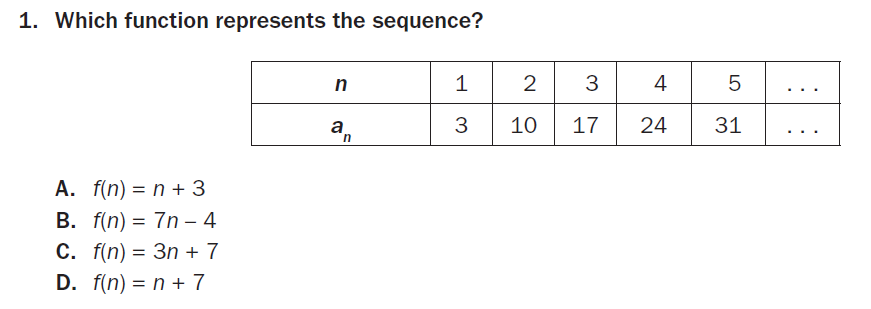 1. Which function represents the sequence?
n 1 2 3 4 5 . . .
aₙ 3 10 17 24 31 . . .
A. f(n) = n + 3
B. f(n) = 7n – 4
C. f(n) = 3n + 7
D. f(n) = n + 7